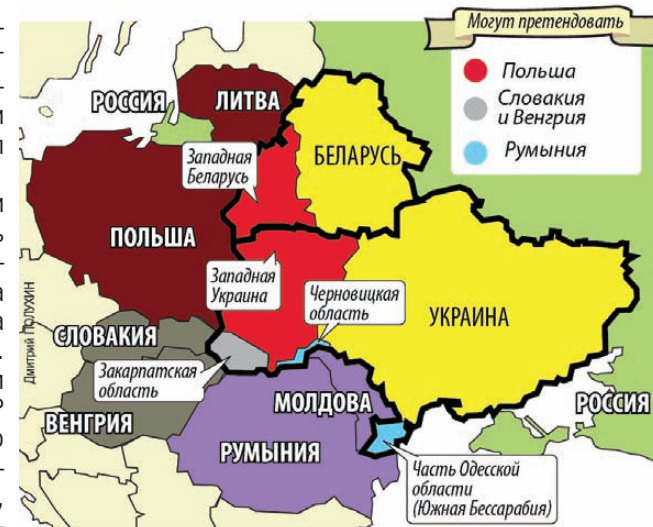 Могут претендовать
Польша
Словакия
и Венгрия
Румыния
РОССИЯ
ЛИТВА
Западная
Беларусь
БЕЛАРУСЬ
ПОЛЬША
Западная
Украина
Черновицкая
область
УКРАИНА
Дмитрий ПОЛУХИН
СЛОВАКИЯ
Закарпатская
область
ВЕНГРИЯ
МОЛДОВА
РОССИЯ
РУМЫНИЯ
Часть Одесской
области
(Южная Бессарабия)